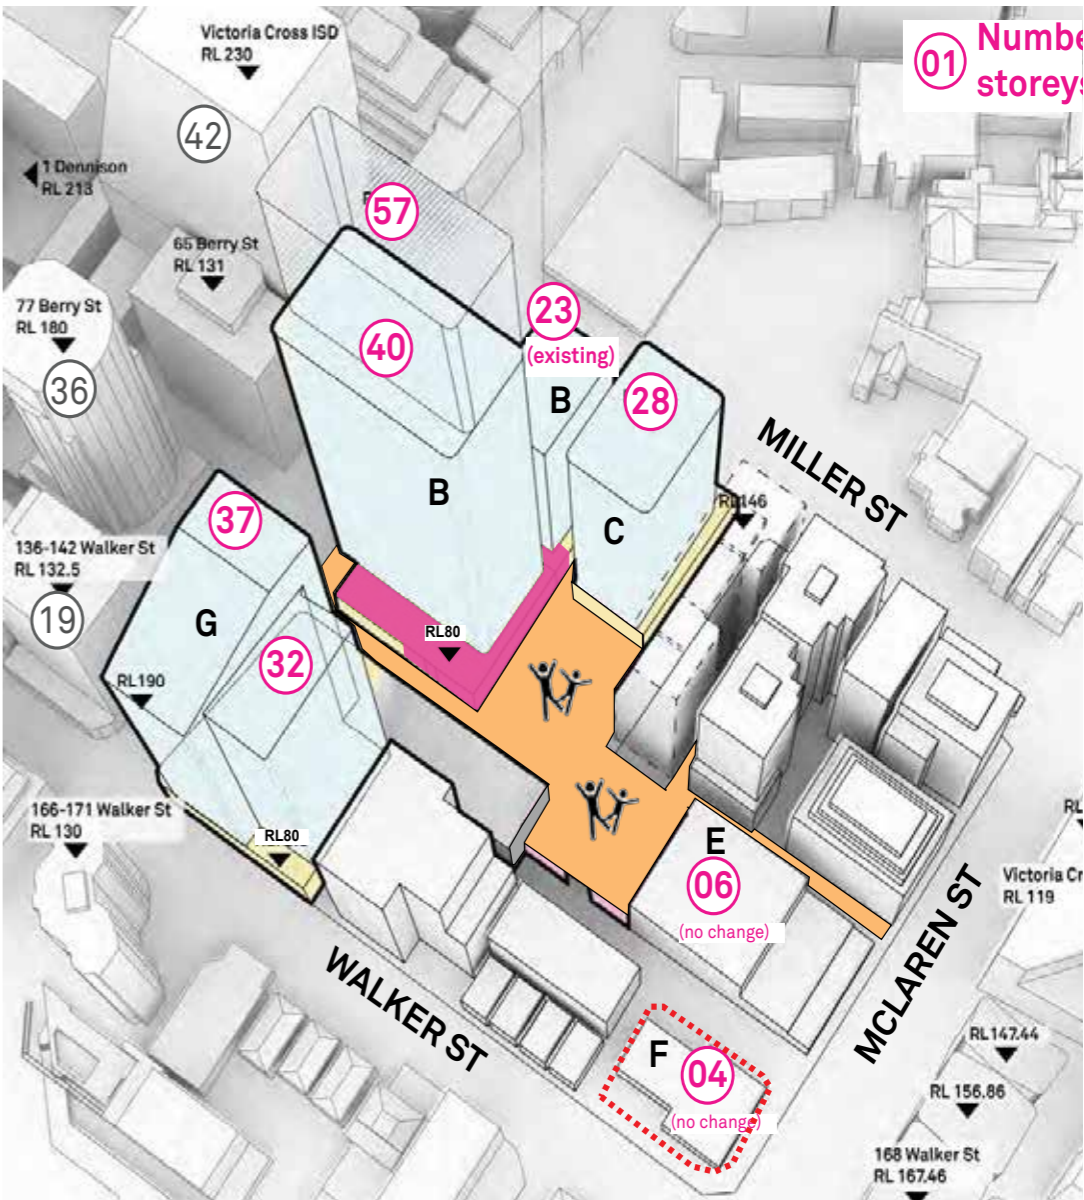 Victoria Cross ISD
RL 230
01
Numbe
storeys
42
1 Dennison
RL 213
57
65 Berry St
RL 131
77 Berry St
RL 180
36
40
23
(existing)
B
28
MILLER ST
B
RL146
C
37
136-142 Walker St
RL 132.5
19
G
RL80
32
RL190
166-171 Walker St
RL 130
RL80
E
06
(no change)
RL
Victoria Cr
RL 119
WALKER ST
MCLAREN ST
F
04
(no change)
RL147.44
RL 156.86
168 Walker St
RL 167.46